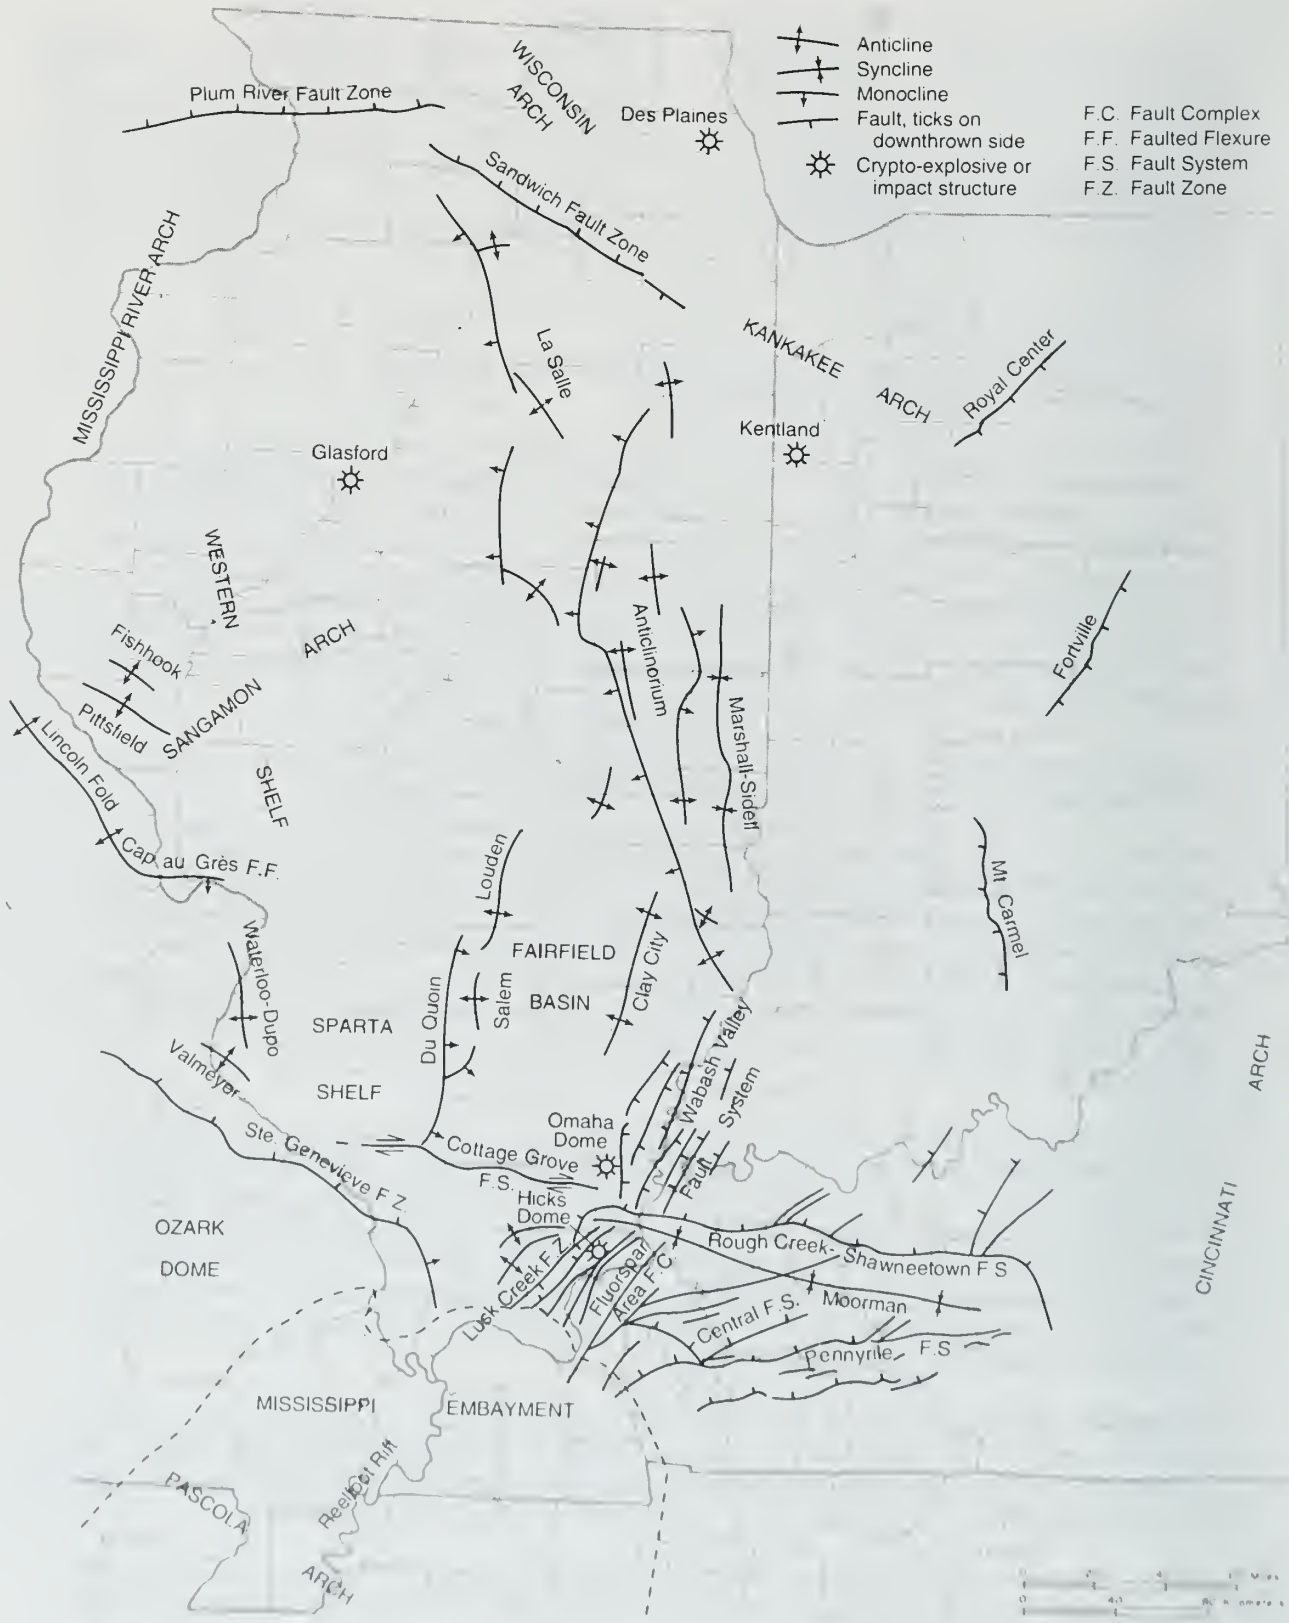 Anticline
Syncline
Monocline
Fault, ticks on
downthrown side
Crypto-explosive or
impact structure
F.C. Fault Complex
F.F. Faulted Flexure
F.S. Fault System
F.Z. Fault Zone
Plum River Fault Zone
WISCONSIN
ARCH
Des Plaines
Sandwich Fault Zone
MISSISSIPPI RIVER ARCH
KANKAKEE
ARCH
La Salle
Royal Center
Kentland
Glasford
WESTERN
ARCH
Fishhook
Pittsfield
SANGAMON
Anticlinorium
Fortville
Lincoln Fold
SHELF
Marshall-Sidell
Cap au Grès F.F.
Louden
Mt Carmel
FAIRFIELD
BASIN
Clay City
Waterloo-Dupo
Du Quoin
Salem
SPARTA
SHELF
Valmeyer
Wabash Valley
Fault
System
ARCH
CINCINNATI
Omaha
Dome
Ste. Genevieve F.Z.
Cottage Grove
F.S.
Hicks
Dome
OZARK
DOME
Rough Creek-Shawneetown F S
Lusk Creek F.Z.
Fluorspar
Area F.C.
Moorman
Central F.S.
Pennyrile F.S
MISSISSIPPI
EMBAYMENT
Reelfoot Rift
PASCOLA
ARCH